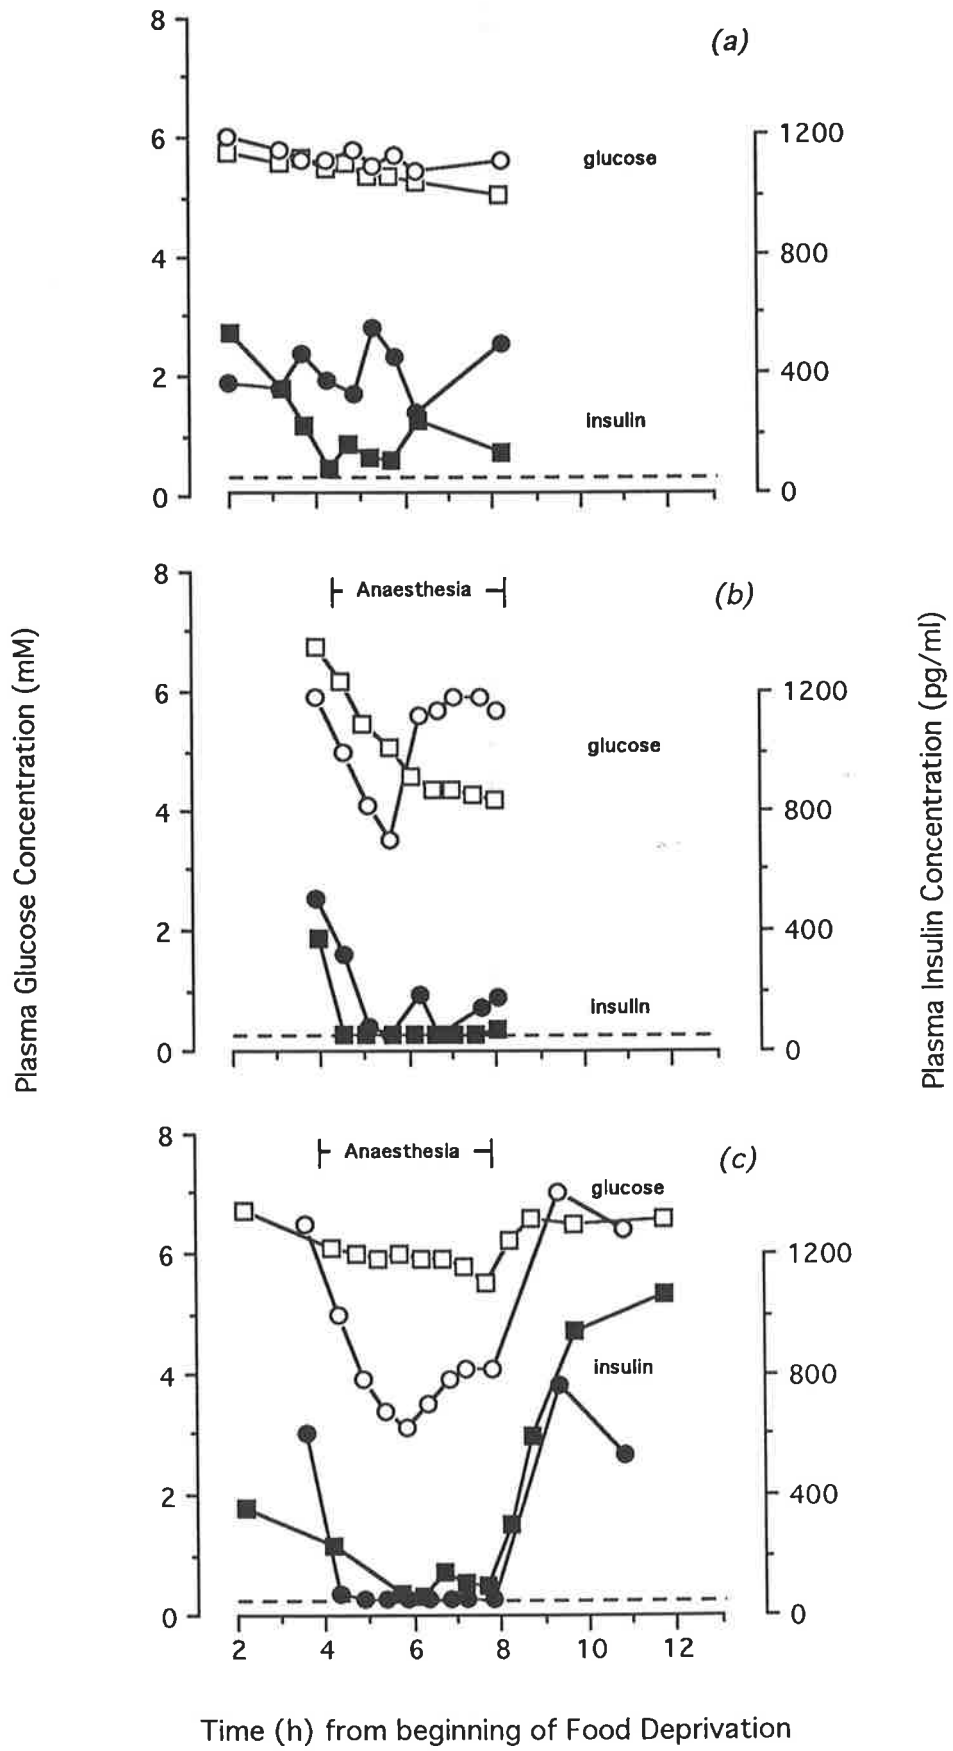 8
(a)
6
1200
glucose
4
800
2
400
insulin
0
0
8
Anaesthesia
(b)
6
1200
glucose
4
800
2
400
insulin
0
0
Plasma Glucose Concentration (mM)
Plasma Insulin Concentration (pg/ml)
8
Anaesthesia
(c)
glucose
6
1200
4
insulin
800
2
400
0
0
2 4 6 8 10 12
Time (h) from beginning of Food Deprivation